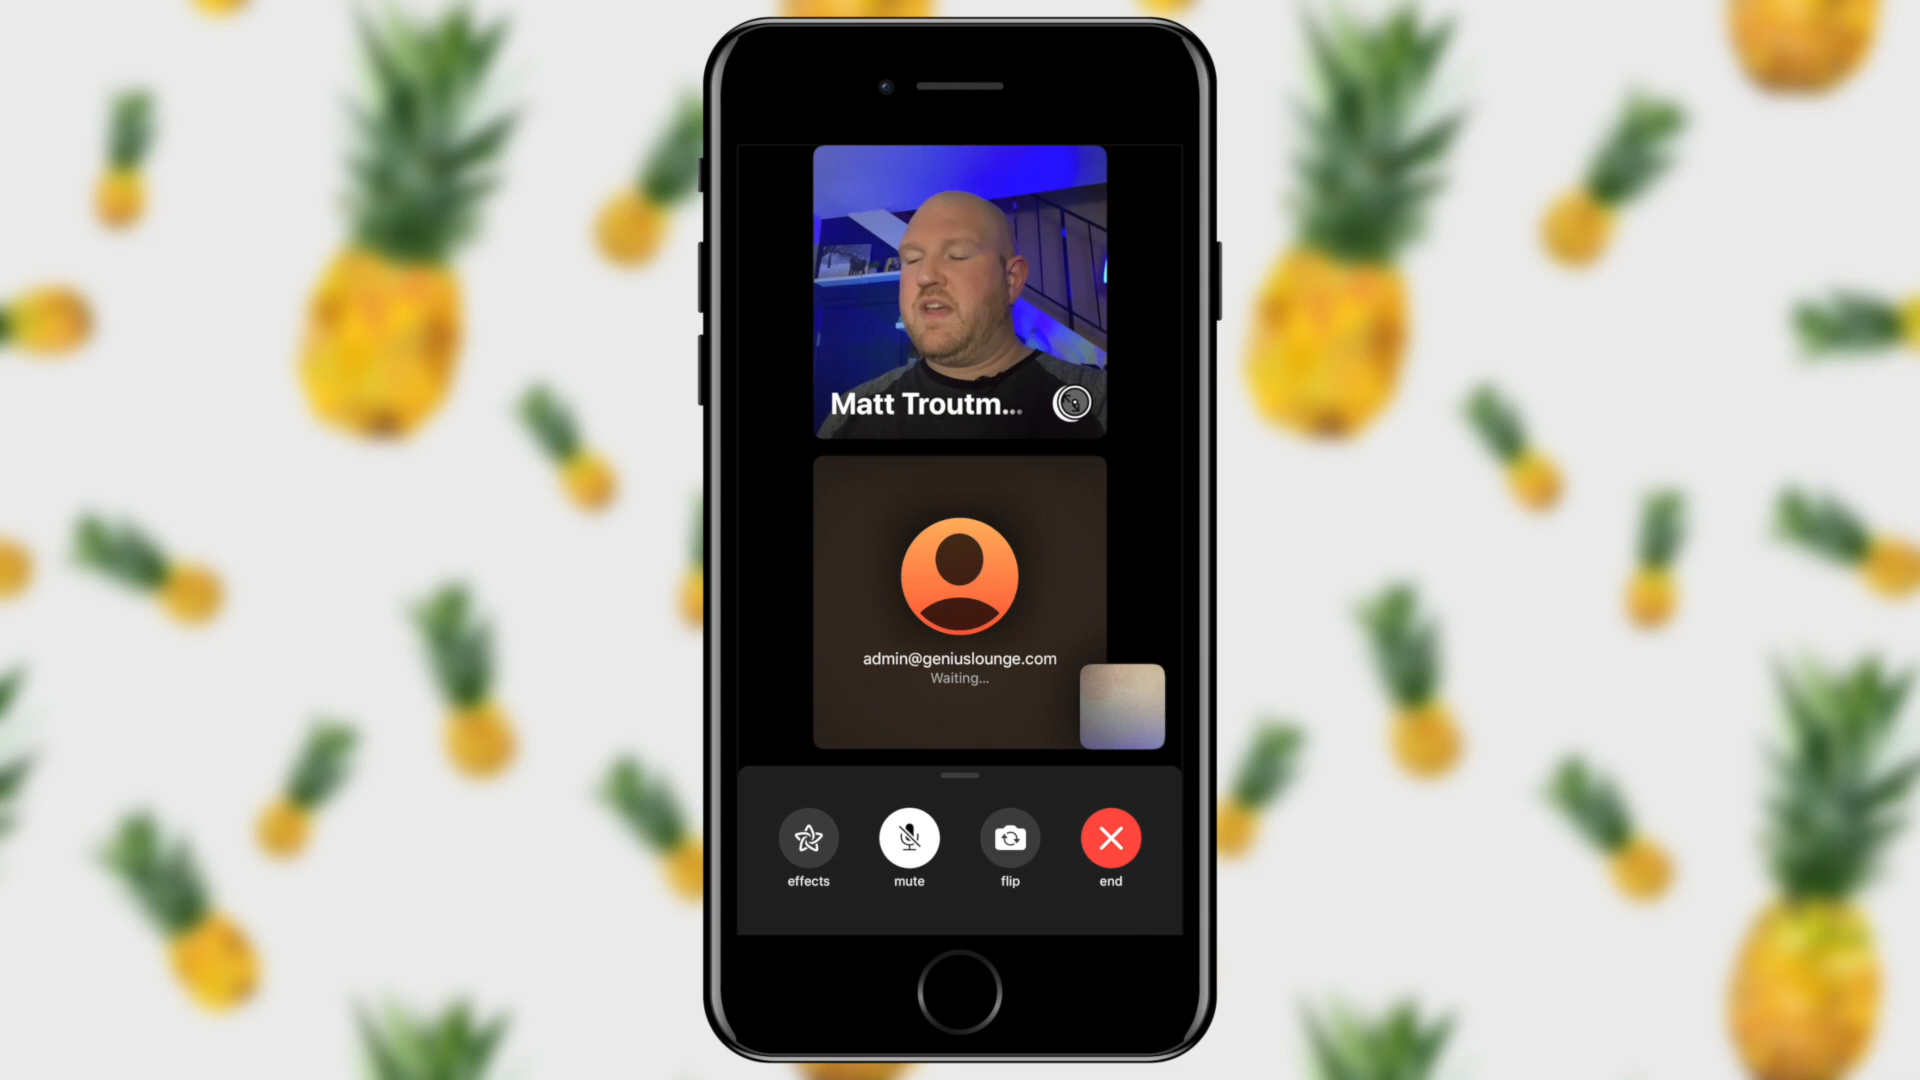 Matt Troutm...
admin@geniuslounge.com
Waiting...
effects
mute
flip
end